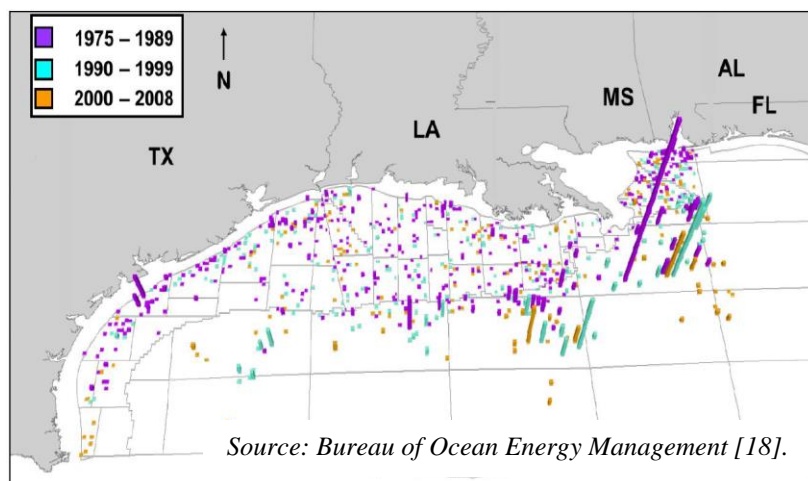 1975 – 1989
1990 – 1999
2000 – 2008
N
AL
MS
FL
LA
TX
Source: Bureau of Ocean Energy Management [18].